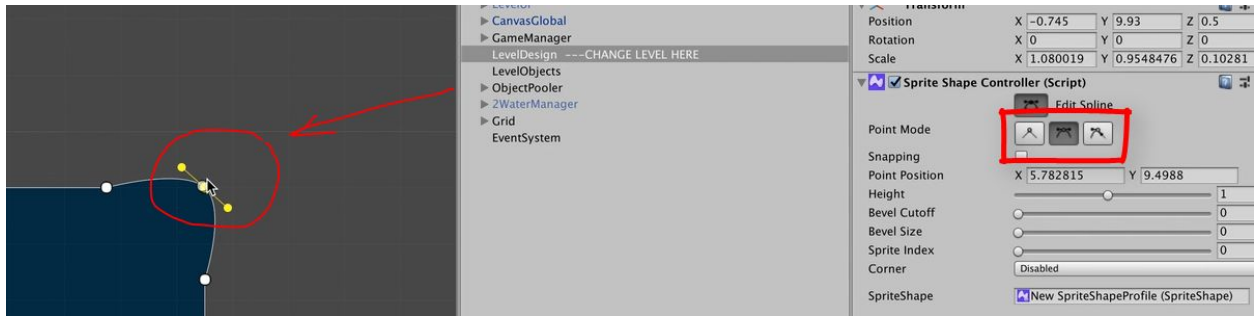 CanvasGlobal
GameManager
LevelDesign ---CHANGE LEVEL HERE
LevelObjects
ObjectPooler
2WaterManager
Grid
EventSystem
Transform
Position X -0.745 Y 9.93 Z 0.5
Rotation X 0 Y 0 Z 0
Scale X 1.080019 Y 0.9548476 Z 0.10281
Sprite Shape Controller (Script)
Edit Spline
Point Mode
Snapping
Point Position X 5.782815 Y 9.4988
Height 1
Bevel Cutoff 0
Bevel Size 0
Sprite Index 0
Corner Disabled
SpriteShape New SpriteShapeProfile (SpriteShape)